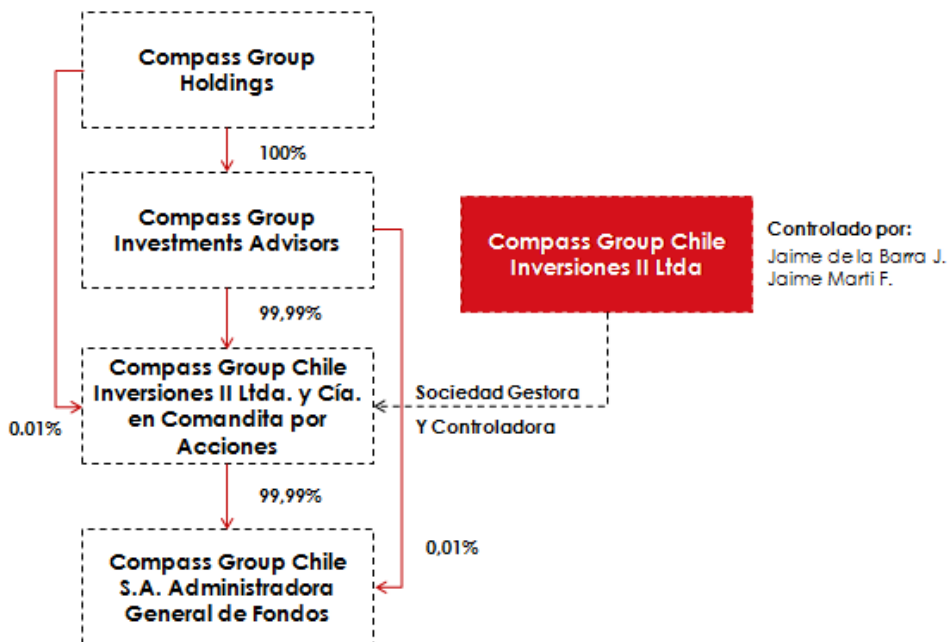 Compass Group
Holdings
100%
Compass Group
Investments Advisors
Compass Group Chile
Inversiones II Ltda
Controlado por:
Jaime de la Barra J.
Jaime Marti F.
99,99%
Compass Group Chile
Inversiones II Ltda. y Cía.
en Comandita por
Acciones
Sociedad Gestora
Y Controladora
0.01%
99,99%
0,01%
Compass Group Chile
S.A. Administradora
General de Fondos